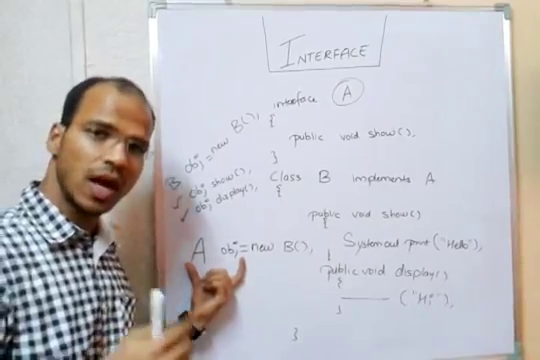 INTERFACE
interface A
{
public void show();
}
B obj = new B();
obj show();
obj display();
Class B implements A
{
public void show()
{
System out print ("Hello");
}
A obj = new B();
public void display()
{
("Hi");
}
}